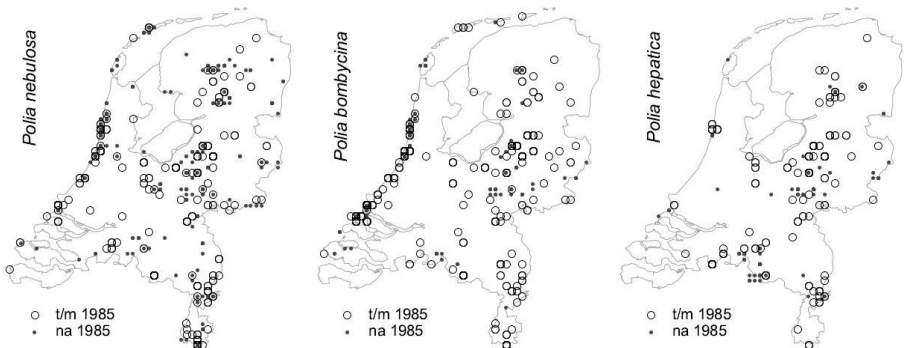 Polia nebulosa
○ t/m 1985
• na 1985
Polia bombycina
○ t/m 1985
• na 1985
Polia hepatica
○ t/m 1985
• na 1985